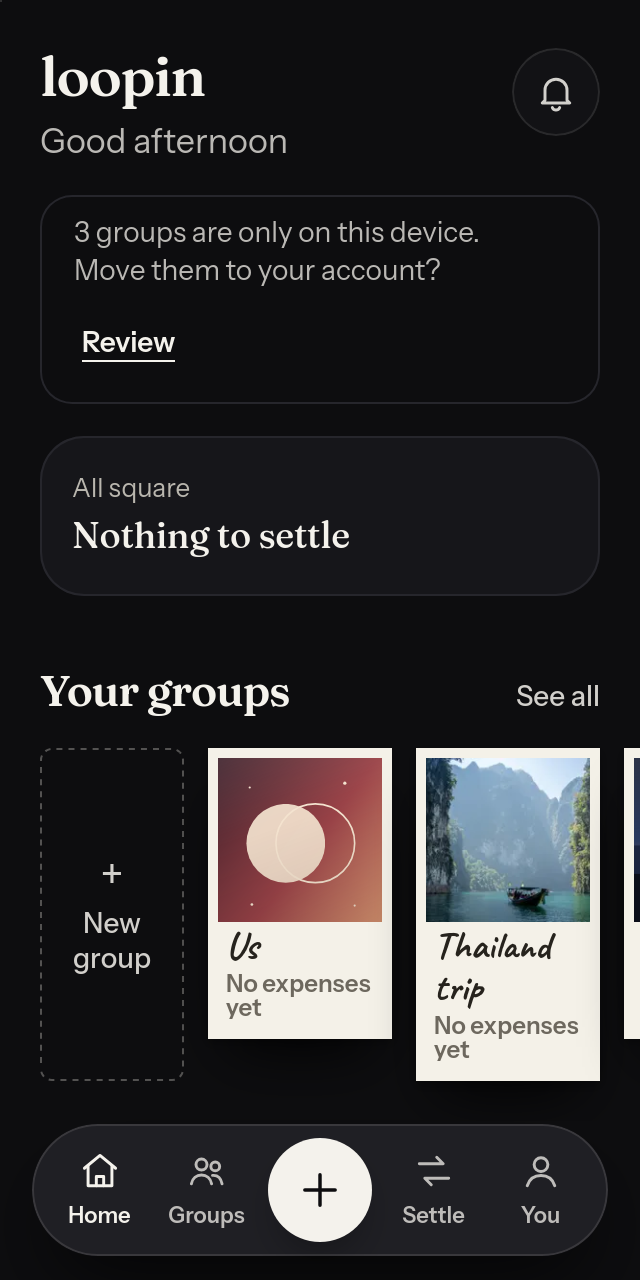 loopin
Good afternoon
3 groups are only on this device.
Move them to your account?
Review
All square
Nothing to settle
Your groups
See all
+
New
group
Us
No expenses
yet
Thailand
trip
No expenses
yet
Home
Groups
Settle
You